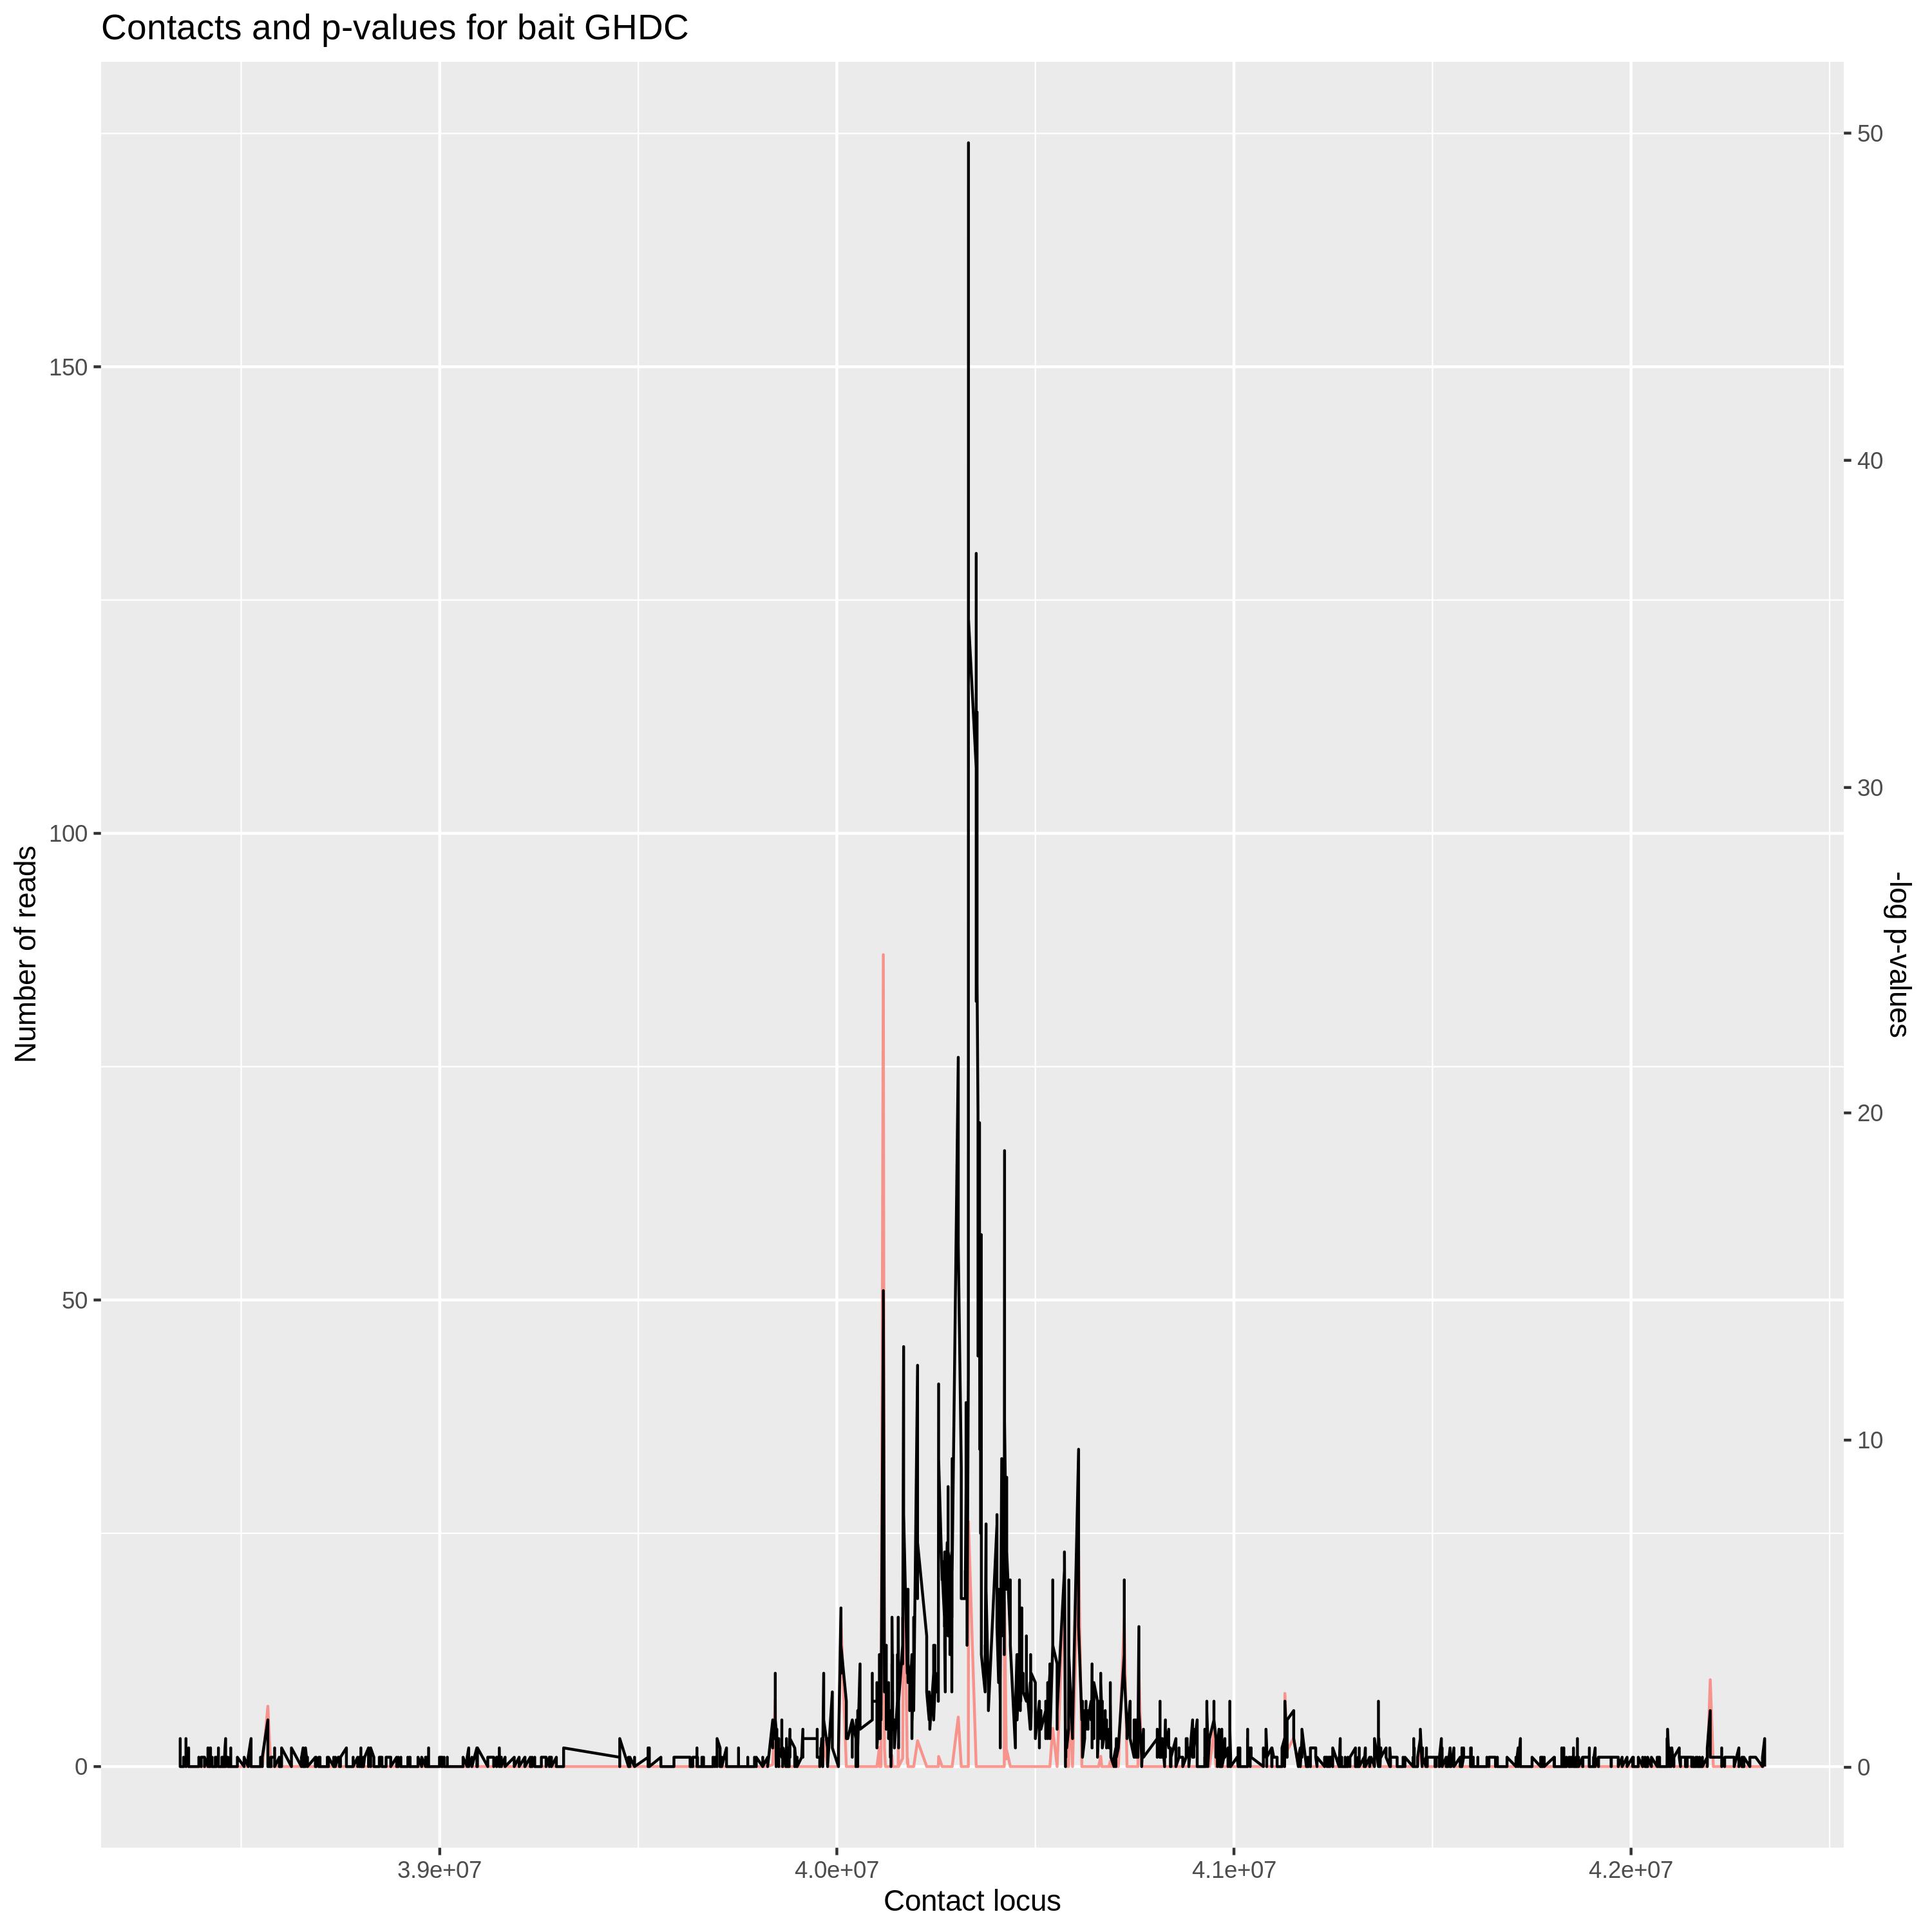 Contacts and p-values for bait GHDC
Number of reads
150
100
50
0
50
40
30
20
10
0
-log p-values
3.9e+07
4.0e+07
4.1e+07
4.2e+07
Contact locus